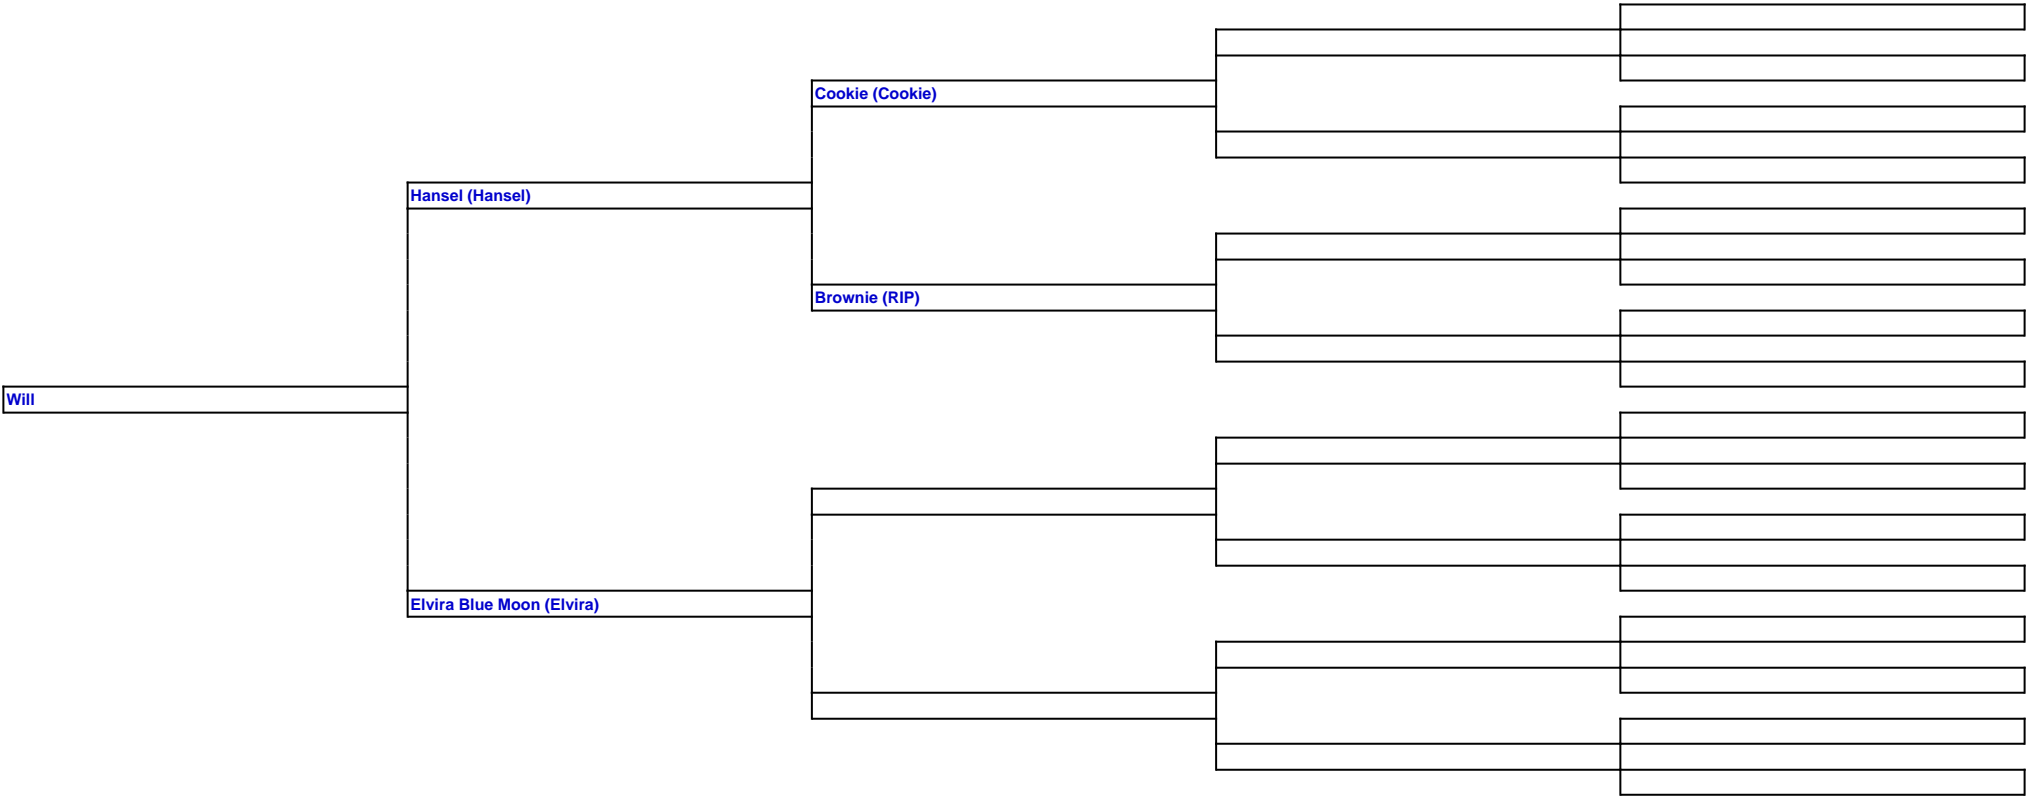 Cookie (Cookie)
Hansel (Hansel)
Brownie (RIP)
Will
Elvira Blue Moon (Elvira)